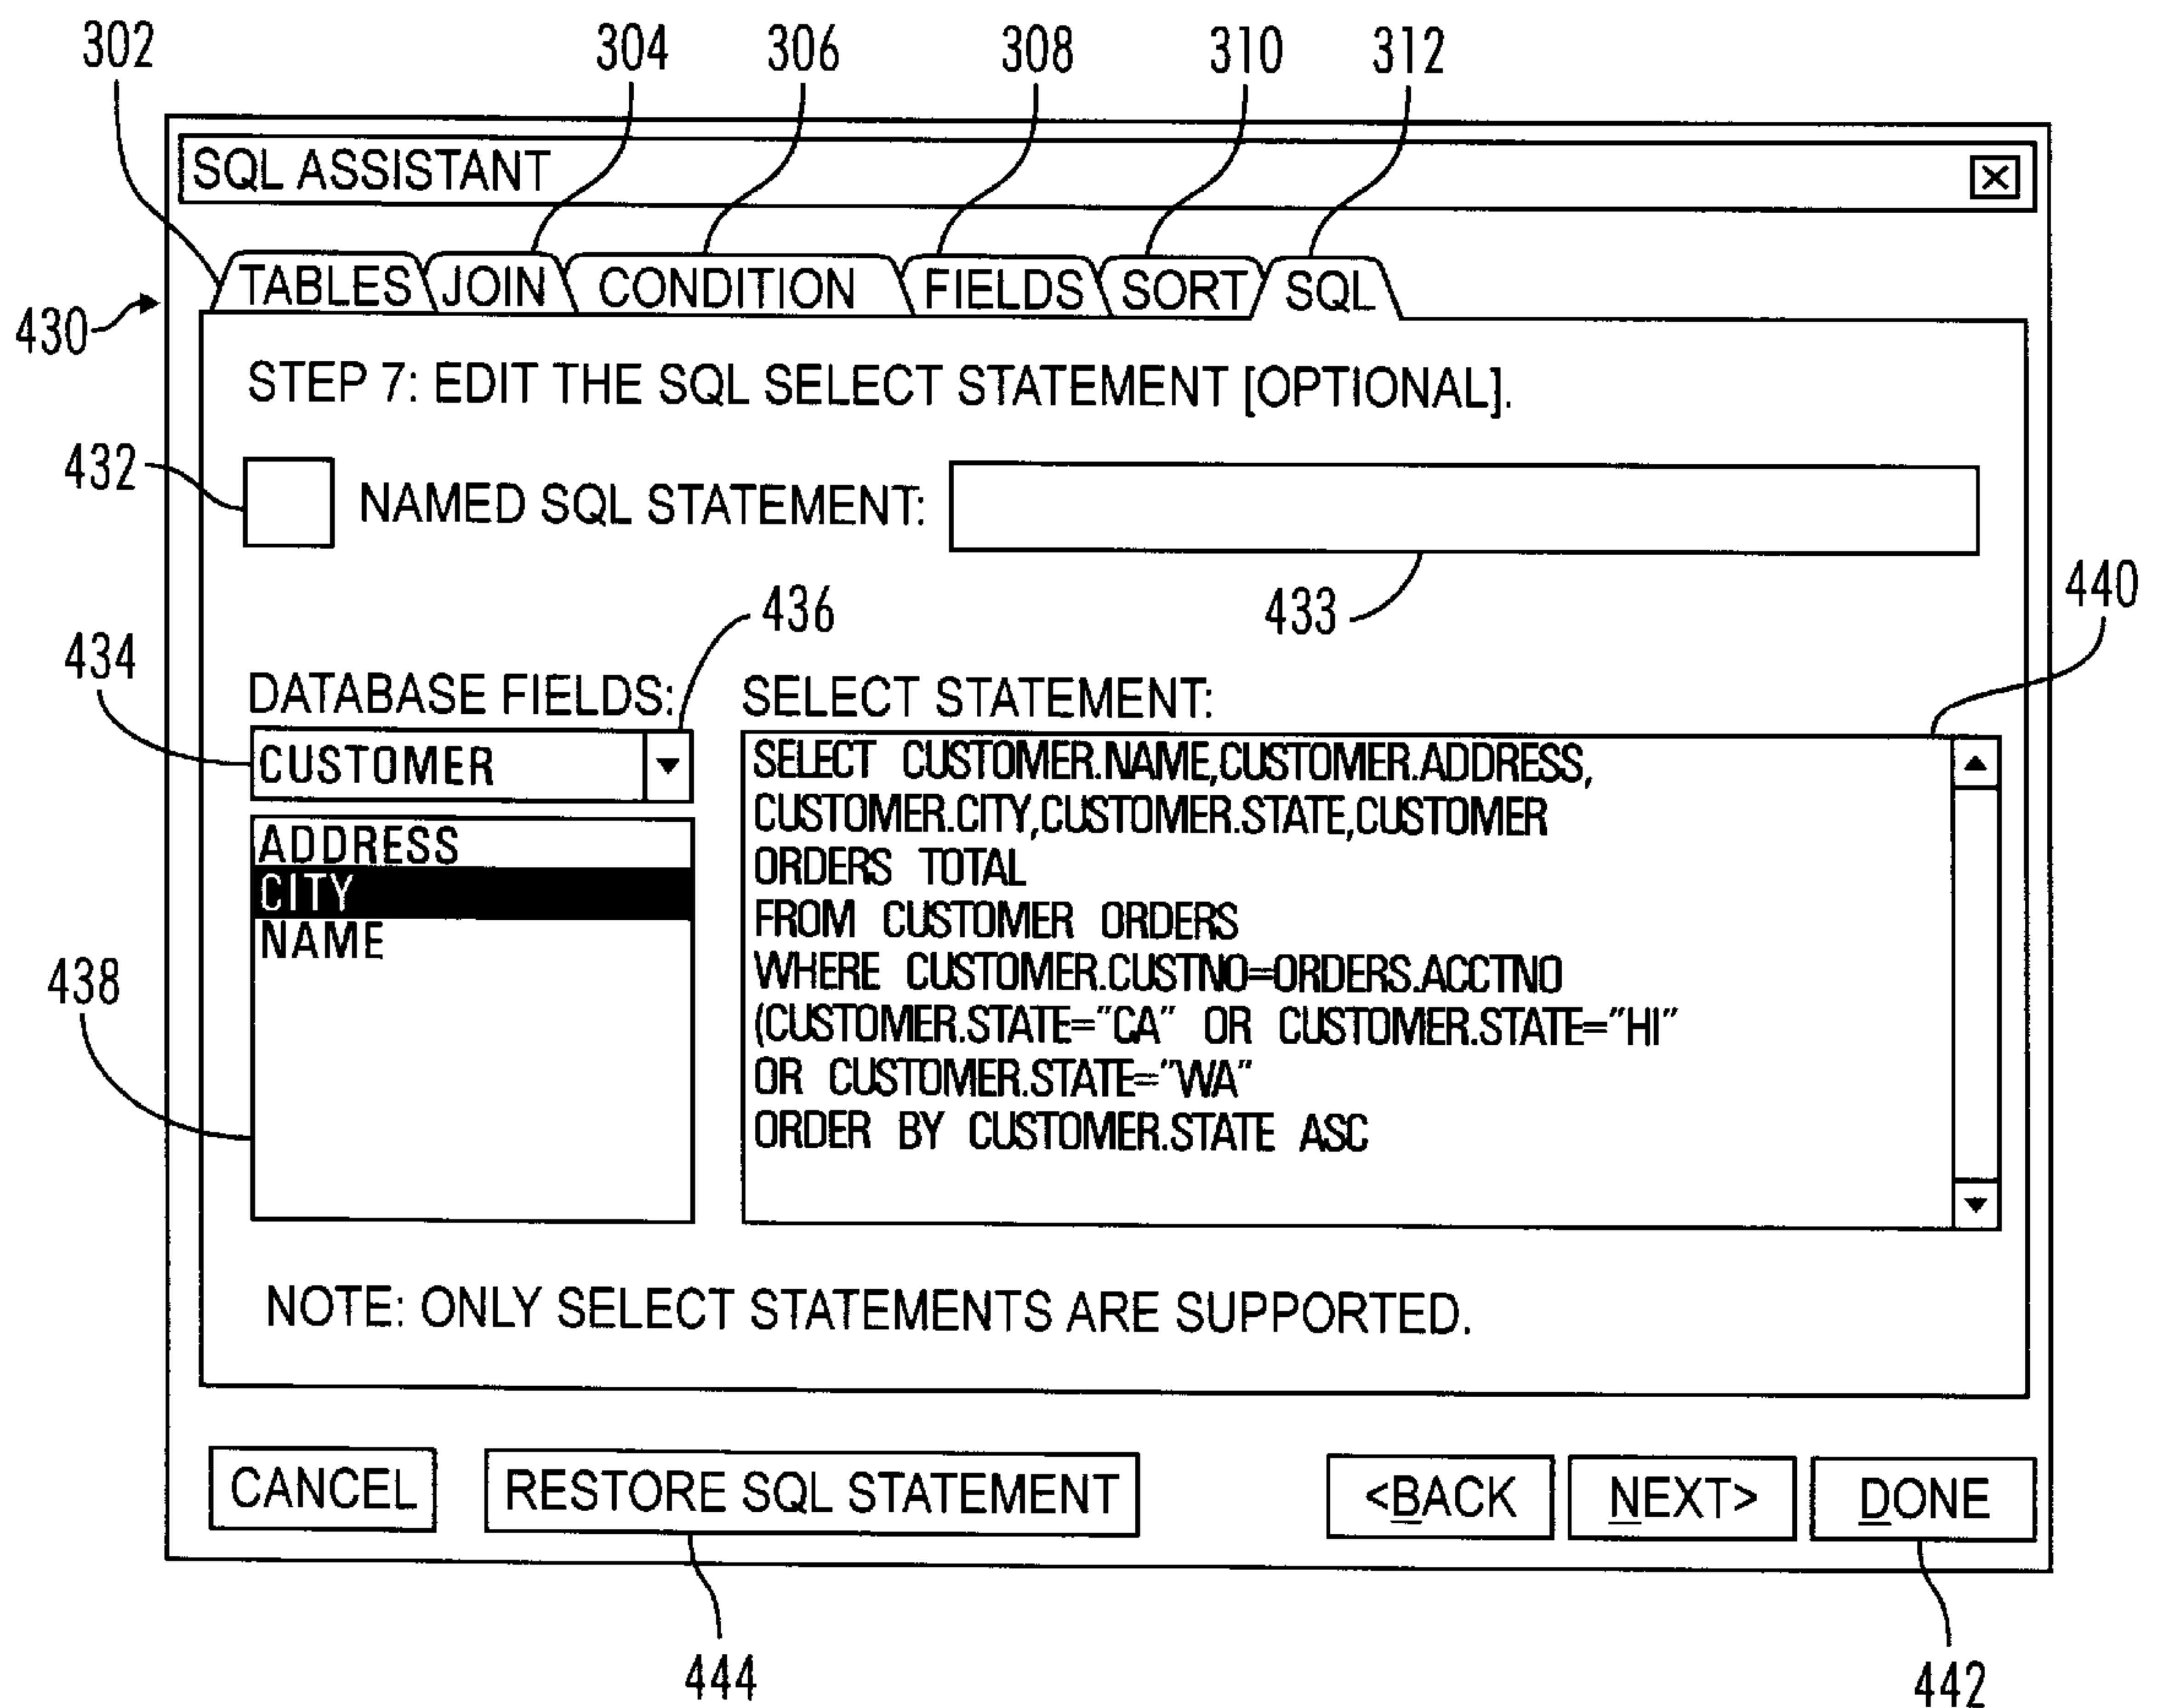 302 304 306 308 310 312
SQL ASSISTANT
TABLES JOIN CONDITION FIELDS SORT SQL
430
STEP 7: EDIT THE SQL SELECT STATEMENT [OPTIONAL].
432
NAMED SQL STATEMENT:
433
440
434
436
DATABASE FIELDS:
CUSTOMER
ADDRESS
CITY
NAME
438
SELECT STATEMENT:
SELECT CUSTOMER.NAME,CUSTOMER.ADDRESS,
CUSTOMER.CITY,CUSTOMER.STATE,CUSTOMER
ORDERS TOTAL
FROM CUSTOMER ORDERS
WHERE CUSTOMER.CUSTNO=ORDERS.ACCTNO
(CUSTOMER.STATE="CA" OR CUSTOMER.STATE="HI"
OR CUSTOMER.STATE="WA"
ORDER BY CUSTOMER.STATE ASC
NOTE: ONLY SELECT STATEMENTS ARE SUPPORTED.
CANCEL RESTORE SQL STATEMENT <BACK NEXT> DONE
444 442